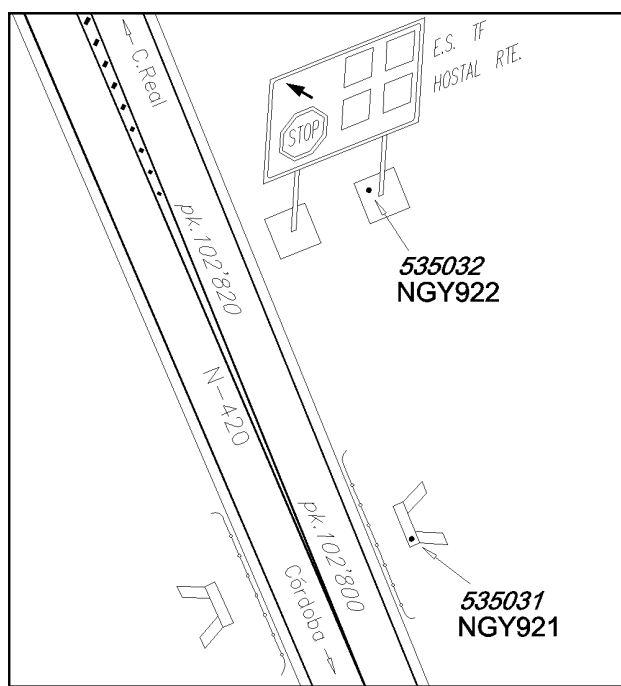 ← C.Real
E.S. TF
HOSTAL RTE.
STOP
535032
NGY922
pk.102'820
N-420
pk.102'800
Córdoba →
535031
NGY921